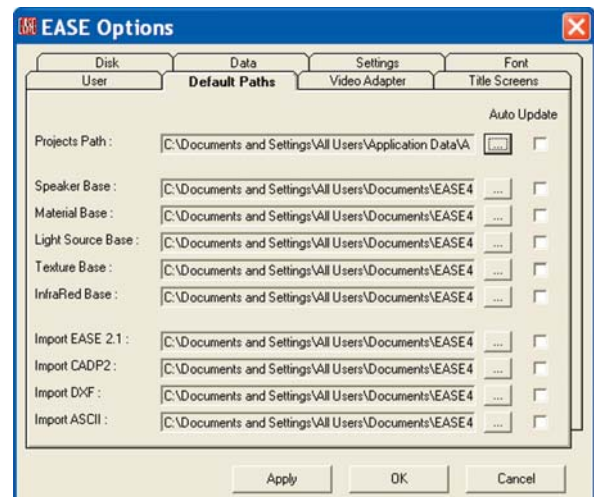 EASE Options
Disk Data Settings Font
User Default Paths Video Adapter Title Screens
Auto Update
Projects Path : C:\Documents and Settings\All Users\Application Data\A ...
Speaker Base : C:\Documents and Settings\All Users\Documents\EASE4 ...
Material Base : C:\Documents and Settings\All Users\Documents\EASE4 ...
Light Source Base : C:\Documents and Settings\All Users\Documents\EASE4 ...
Texture Base : C:\Documents and Settings\All Users\Documents\EASE4 ...
InfraRed Base : C:\Documents and Settings\All Users\Documents\EASE4 ...
Import EASE 2.1 : C:\Documents and Settings\All Users\Documents\EASE4 ...
Import CADP2 : C:\Documents and Settings\All Users\Documents\EASE4 ...
Import DXF : C:\Documents and Settings\All Users\Documents\EASE4 ...
Import ASCII : C:\Documents and Settings\All Users\Documents\EASE4 ...
Apply OK Cancel